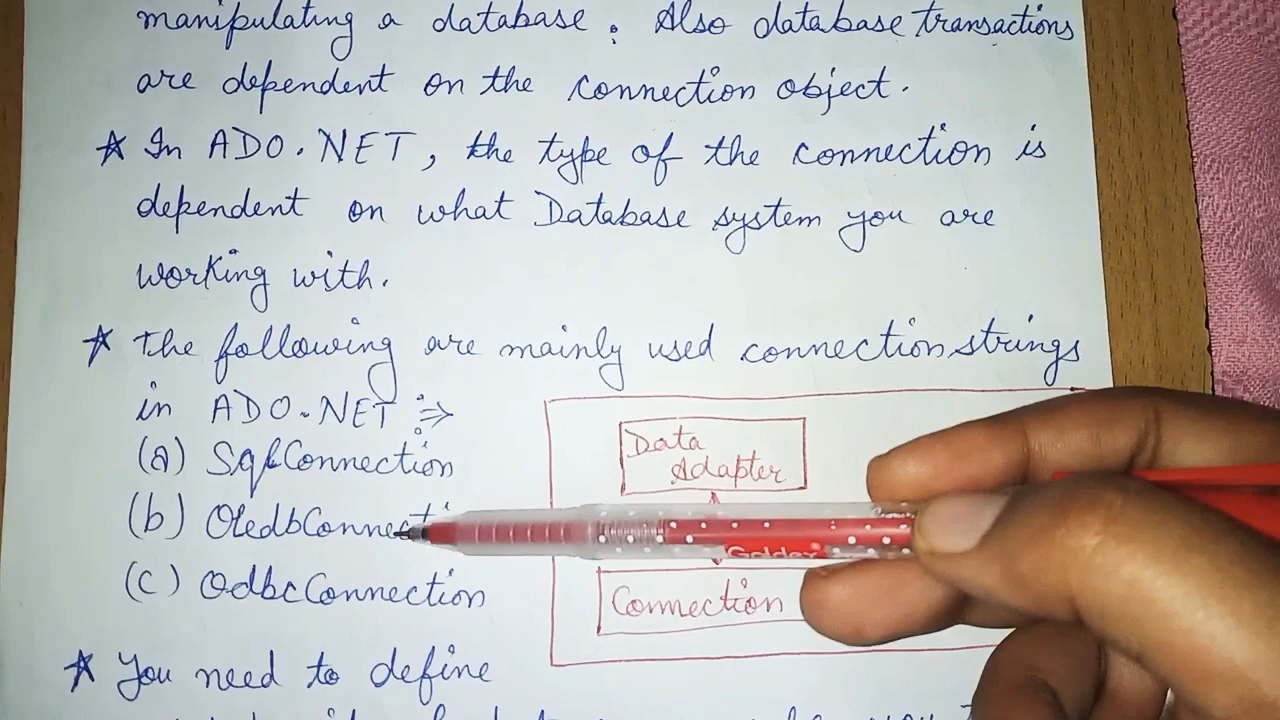 manipulating a database. Also database transactions
are dependent on the connection object.
☆ In ADO.NET, the type of the connection is
dependent on what Database system you are
working with.
☆ The following are mainly used connection strings
in ADO.NET :⇒
(a) SqlConnection
(b) OledbConnecti
(c) OdbcConnection
☆ You need to define
Data
Adapter
Connection